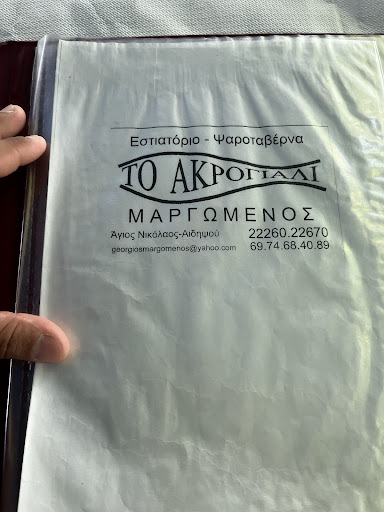 Εστιατόριο - Ψαροταβέρνα
ΤΟ ΑΚΡΟΓΙΑΛΙ
ΜΑΡΓΩΜΕΝΟΣ
Άγιος Νικόλαος-Αιδηψού 22260.22670
georgiosmargomenos@yahoo.com 69.74.68.40.89